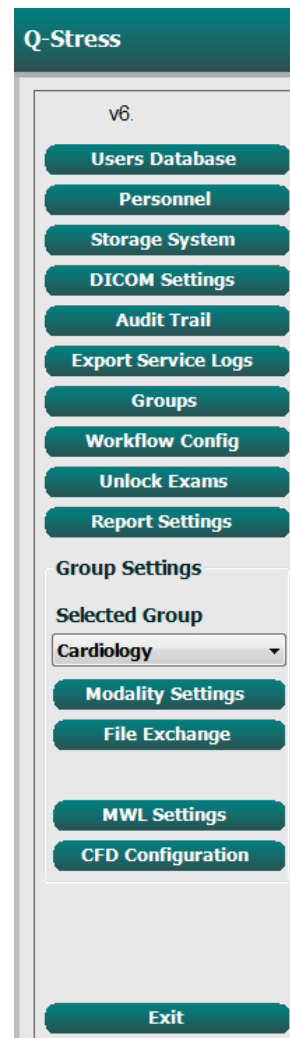 Q-Stress
v6.
Users Database
Personnel
Storage System
DICOM Settings
Audit Trail
Export Service Logs
Groups
Workflow Config
Unlock Exams
Report Settings
Group Settings
Selected Group
Cardiology
Modality Settings
File Exchange
MWL Settings
CFD Configuration
Exit